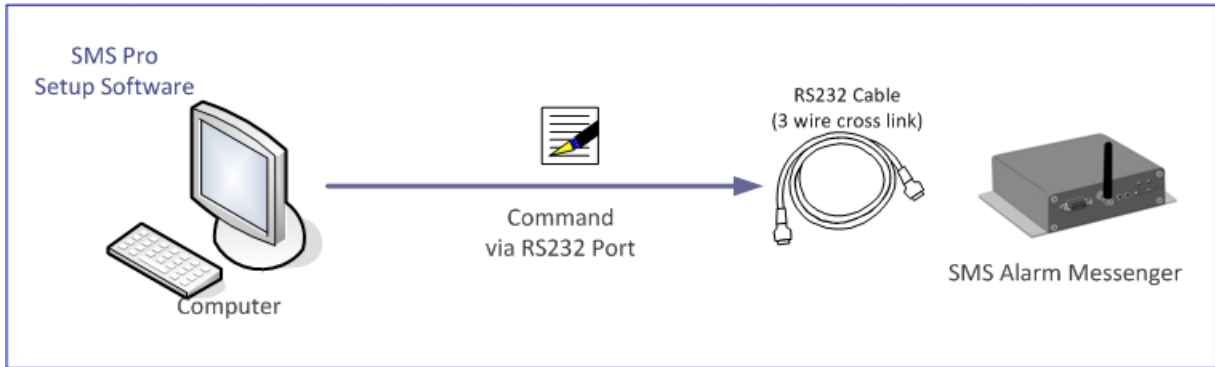 SMS Pro
Setup Software
Computer
Command
via RS232 Port
RS232 Cable
(3 wire cross link)
SMS Alarm Messenger